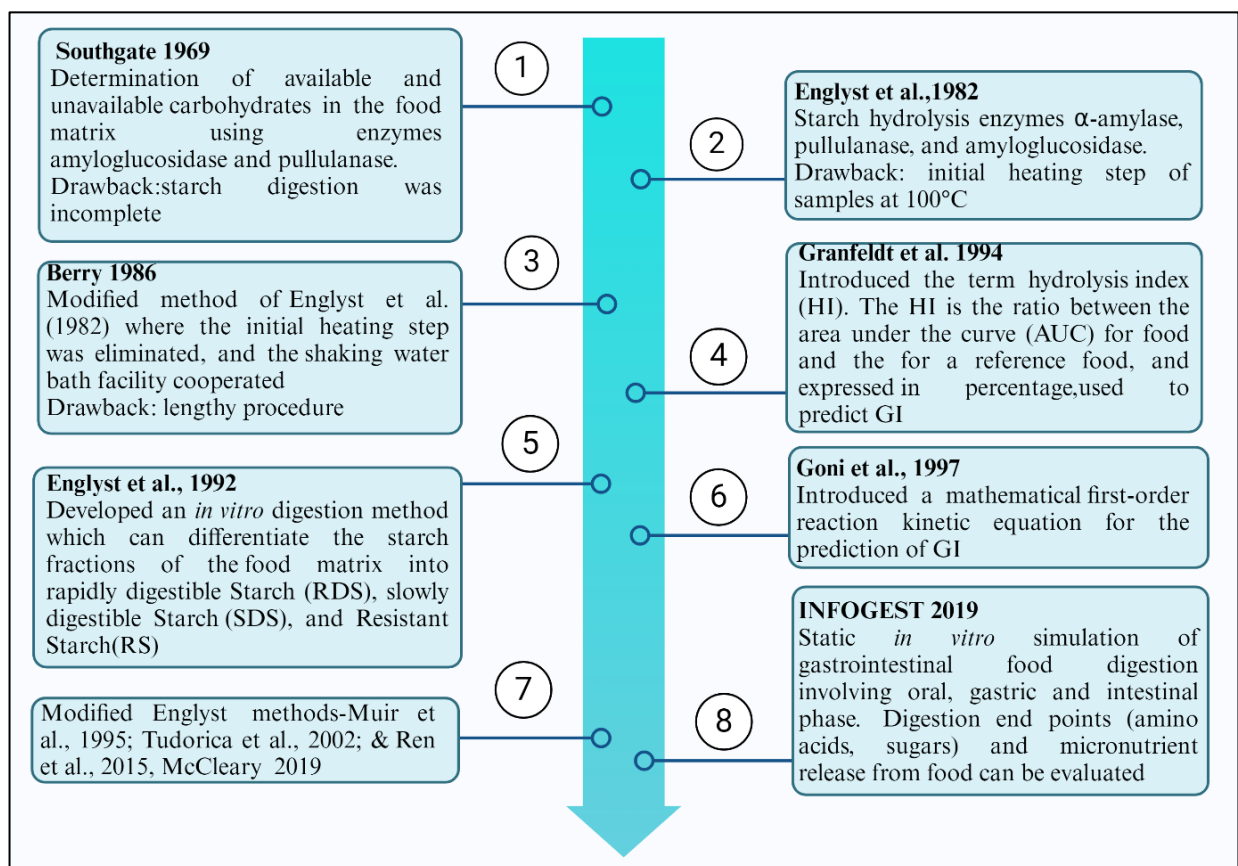 Southgate 1969
Determination of available and
unavailable carbohydrates in the food
matrix using enzymes
amyloglucosidase and pullulanase.
Drawback:starch digestion was
incomplete
1
2
Englyst et al.,1982
Starch hydrolysis enzymes α-amylase,
pullulanase, and amyloglucosidase.
Drawback: initial heating step of
samples at 100°C
Berry 1986
Modified method of Englyst et al.
(1982) where the initial heating step
was eliminated, and the shaking water
bath facility cooperated
Drawback: lengthy procedure
3
4
Granfeldt et al. 1994
Introduced the term hydrolysis index
(HI). The HI is the ratio between the
area under the curve (AUC) for food
and the for a reference food, and
expressed in percentage,used to
predict GI
5
Englyst et al., 1992
Developed an in vitro digestion method
which can differentiate the starch
fractions of the food matrix into
rapidly digestible Starch (RDS), slowly
digestible Starch (SDS), and Resistant
Starch(RS)
6
Goni et al., 1997
Introduced a mathematical first-order
reaction kinetic equation for the
prediction of GI
7
Modified Englyst methods-Muir et
al., 1995; Tudorica et al., 2002; & Ren
et al., 2015, McCleary 2019
8
INFOGEST 2019
Static in vitro simulation of
gastrointestinal food digestion
involving oral, gastric and intestinal
phase. Digestion end points (amino
acids, sugars) and micronutrient
release from food can be evaluated